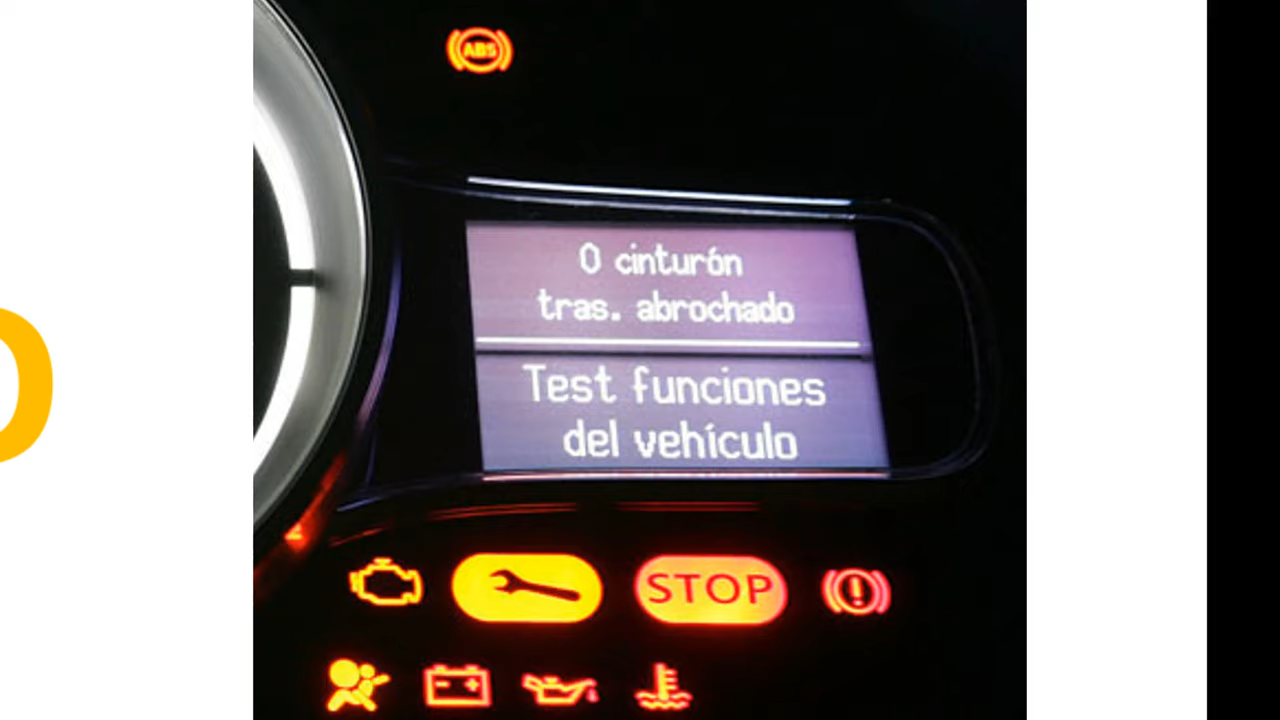 ABS
0 cinturón
tras. abrochado
Test funciones
del vehículo
STOP